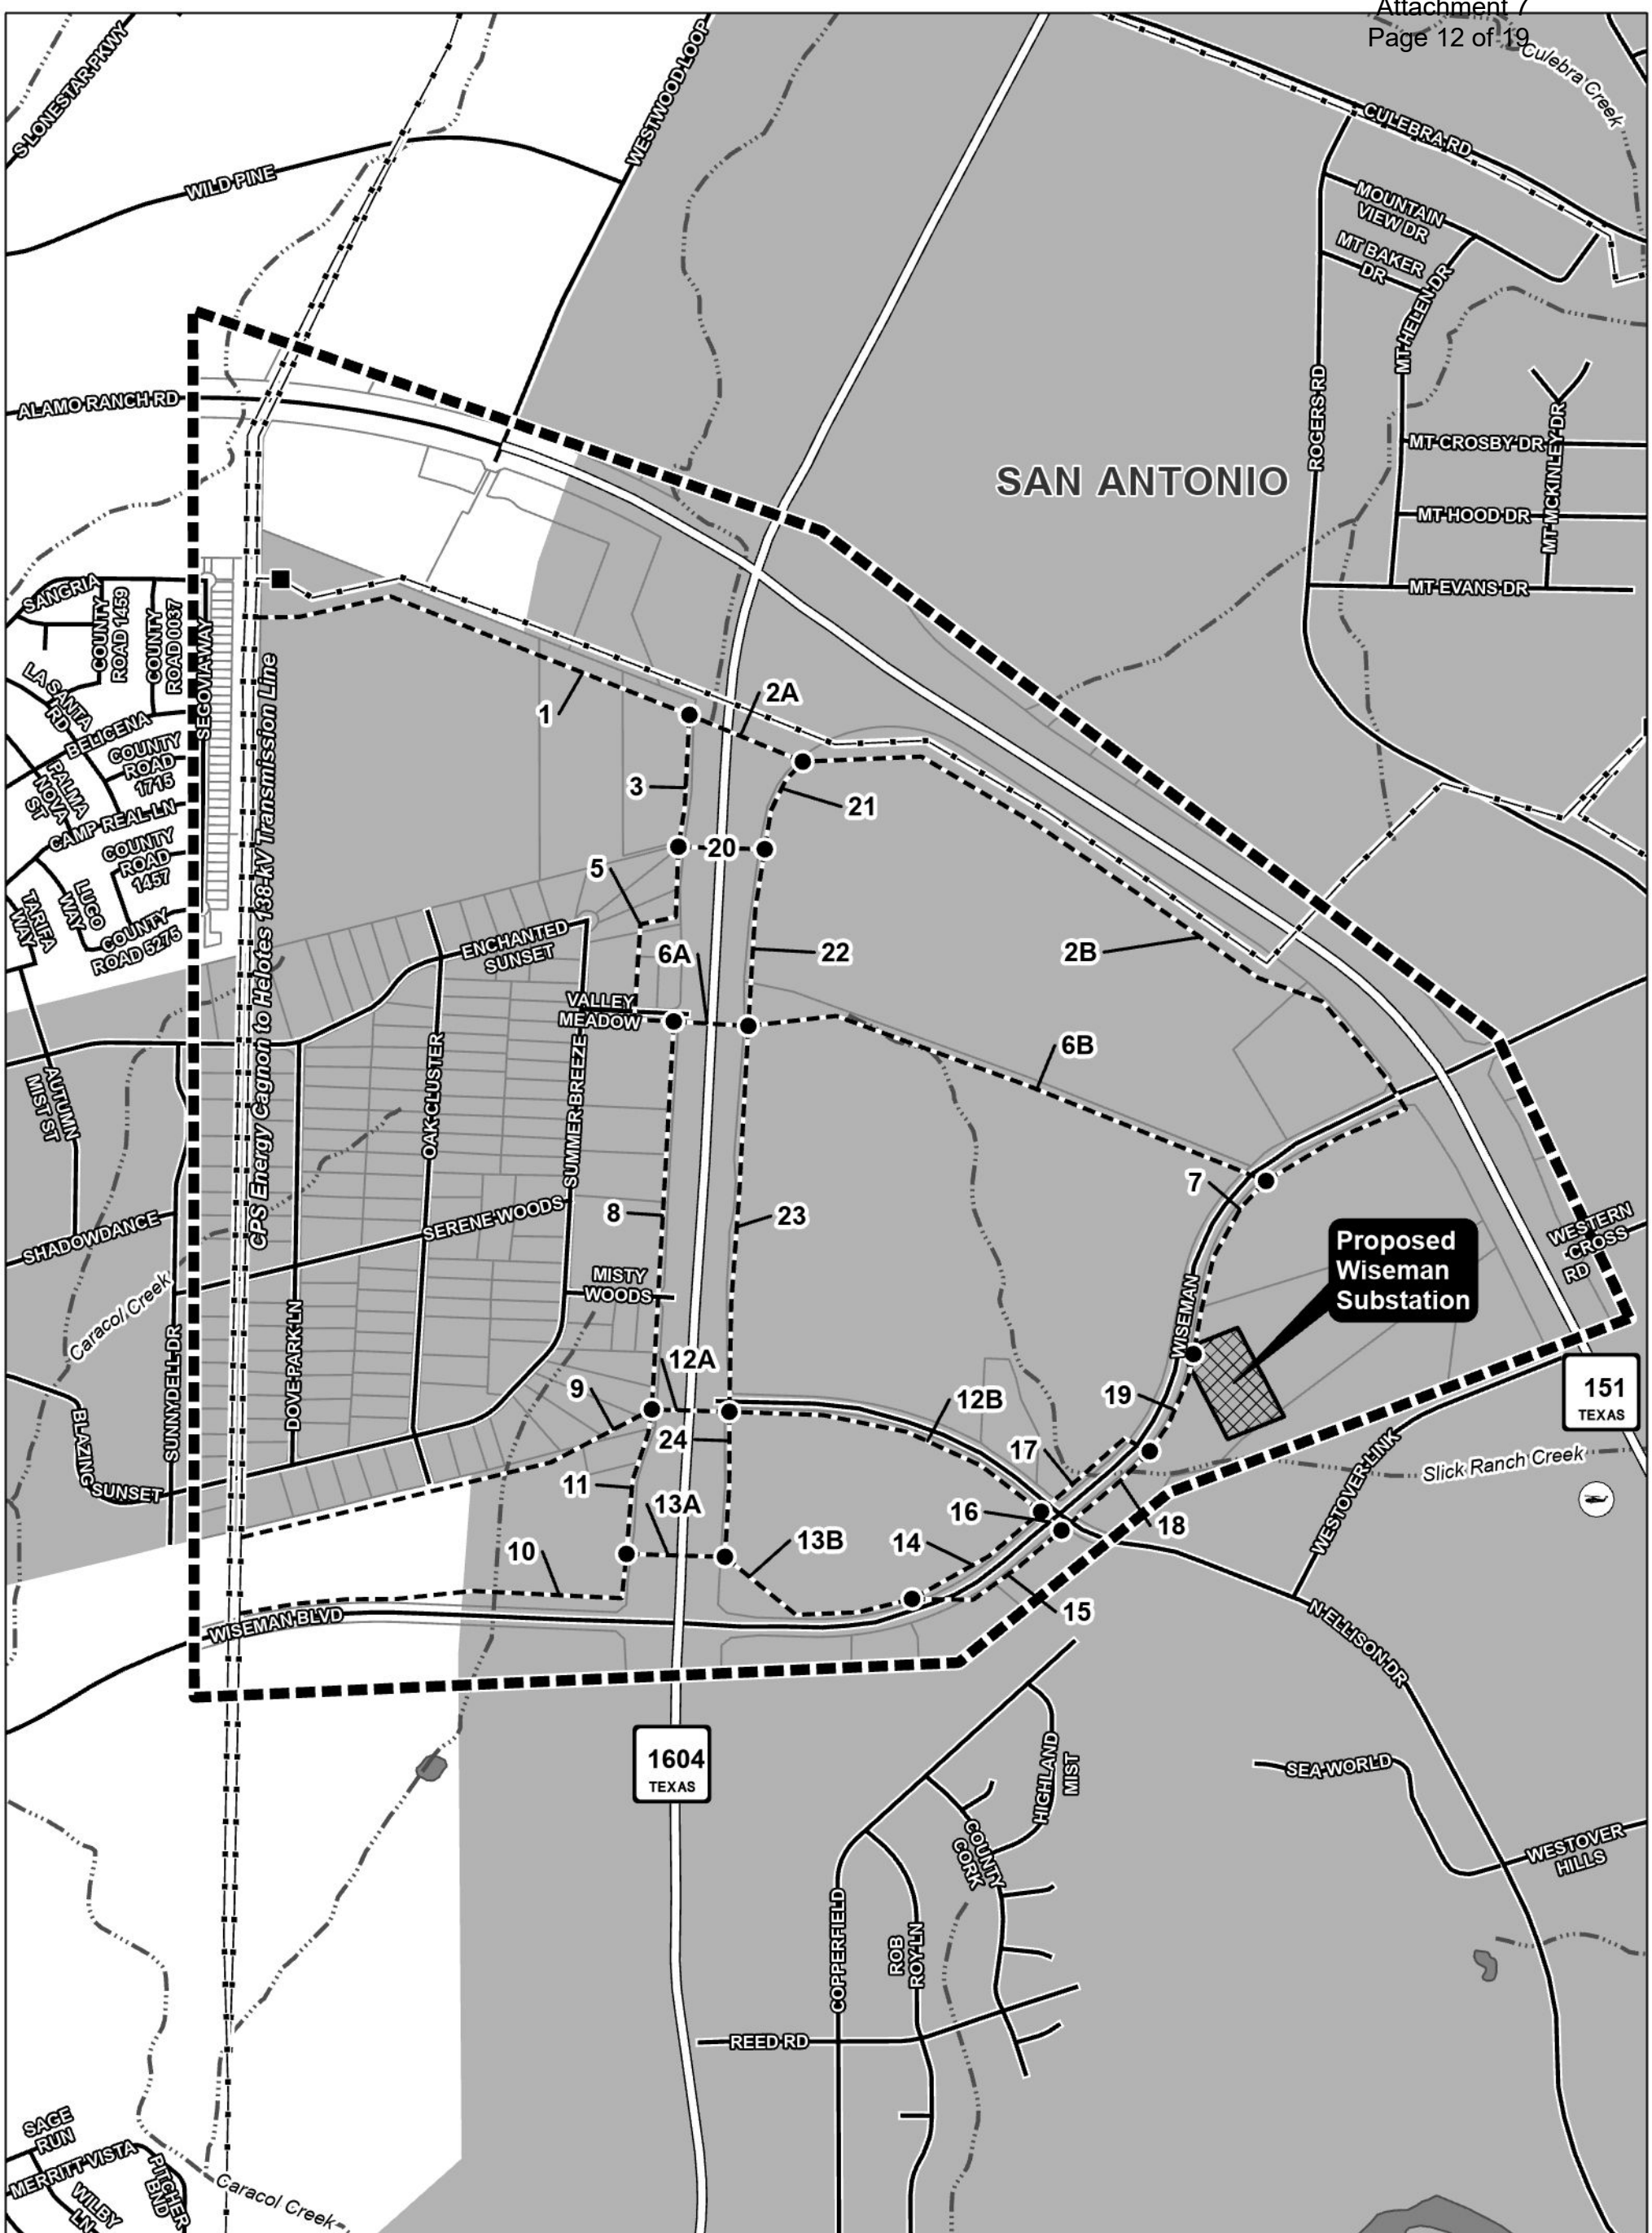 Attachment 7
Page 12 of 19
Culebra Creek
S LONESTAR PKWY
WESTWOOD LOOP
CULEBRA RD
WILD PINE
MOUNTAIN
VIEW DR
MT BAKER
DR
MT HELEN DR
ALAMO RANCH RD
ROGERS RD
SAN ANTONIO
MT CROSBY DR
MT MCKINLEY DR
MT HOOD DR
MT EVANS DR
SANGRIA
COUNTY
ROAD 1459
COUNTY
ROAD 0037
SEGOVIA WAY
LA SANTA
RD
BELICENA
COUNTY
ROAD
1715
PALMA
NOVA
ST
CAMP REAL LN
COUNTY
ROAD
1457
LUGO
WAY
TARIFA
WAY
COUNTY
ROAD 5275
CPS Energy Cagnon to Helotes 138-kV Transmission Line
1
2A
3
21
20
5
ENCHANTED
SUNSET
6A
22
2B
VALLEY
MEADOW
6B
AUTUMN
MIST ST
OAK CLUSTER
SUMMER BREEZE
7
8
23
SHADOWDANCE
SERENE WOODS
WESTERN
CROSS
RD
Proposed
Wiseman
Substation
MISTY
WOODS
Caracol Creek
WISEMAN
SUNNYDELL DR
DOVE PARK LN
12A
9
12B
19
151
TEXAS
BLAZING
SUNSET
24
17
11
13A
WESTOVER LINK
Slick Ranch Creek
16
18
10
13B
14
15
WISEMAN BLVD
N ELLISON DR
1604
TEXAS
HIGHLAND
MIST
SEA WORLD
COUNTY
CORK
WESTOVER
HILLS
COPPERFIELD
ROB
ROY LN
REED RD
SAGE
RUN
MERRITT VISTA
PITCHER
BND
WILBY
LN
Caracol Creek